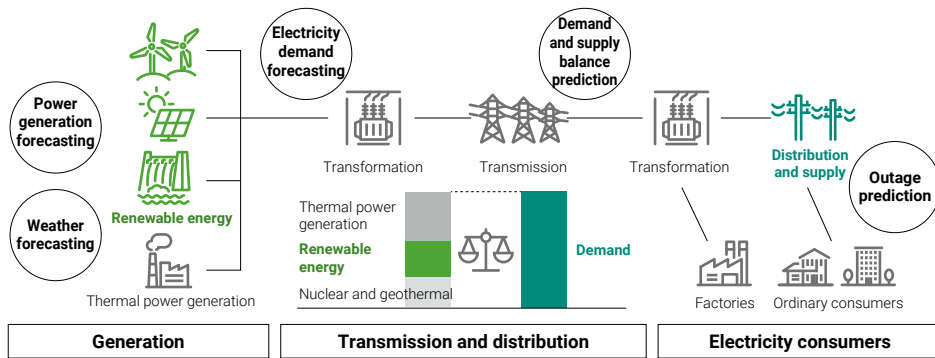 Power
generation
forecasting
Weather
forecasting
Renewable energy
Thermal power generation
Generation
Electricity
demand
forecasting
Demand
and supply
balance
prediction
Transformation
Transmission
Transformation
Distribution
and supply
Outage
prediction
Thermal power
generation
Renewable
energy
Nuclear and geothermal
Demand
Transmission and distribution
Factories
Ordinary consumers
Electricity consumers